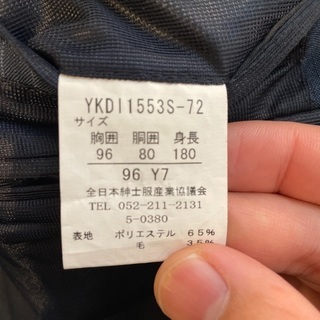 YKD11553S-72
サイズ
胸囲 胴囲 身長
96 80 180
96 Y7
全日本紳士服産業協議会
TEL 052-211-2131
5-0380
表地 ポリエステル 65%
毛 35%